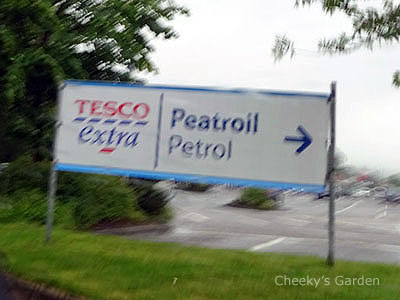 TESCO
extra
Peatroil
Petrol
Cheeky's Garden